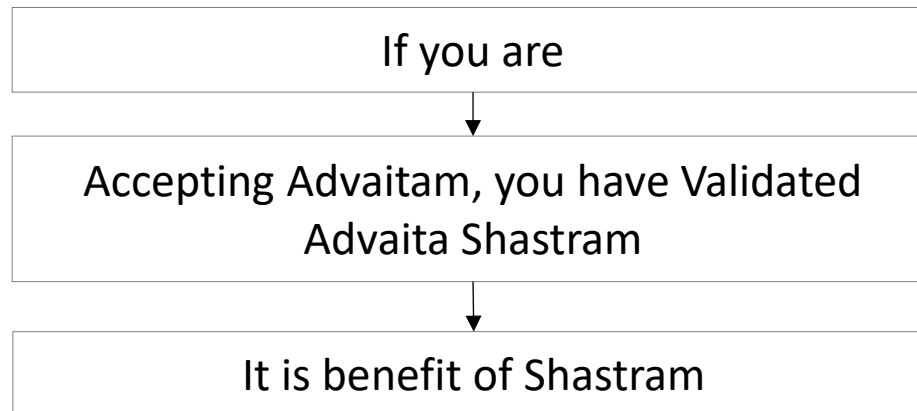 If you are
Accepting Advaitam, you have Validated
Advaita Shastram
It is benefit of Shastram